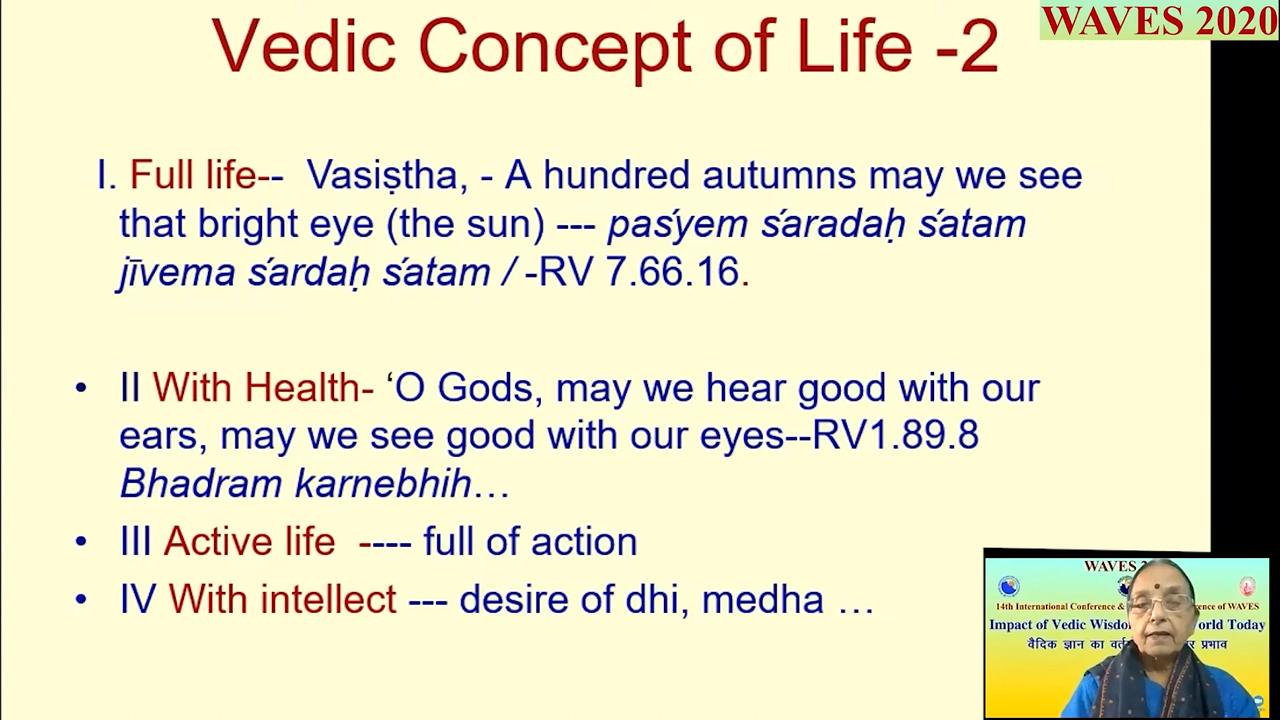 WAVES 2020
Vedic Concept of Life -2
I. Full life-- Vasiṣtha, - A hundred autumns may we see
that bright eye (the sun) --- paśyem śaradaḥ śatam
jīvema śardaḥ śatam / -RV 7.66.16.
• II With Health- ‘O Gods, may we hear good with our
ears, may we see good with our eyes--RV1.89.8
Bhadram karnebhih…
• III Active life ---- full of action
• IV With intellect --- desire of dhi, medha …
WAVES
14th International Conference & of WAVES
Impact of Vedic Today
वैदिक ज्ञान का प्रभाव